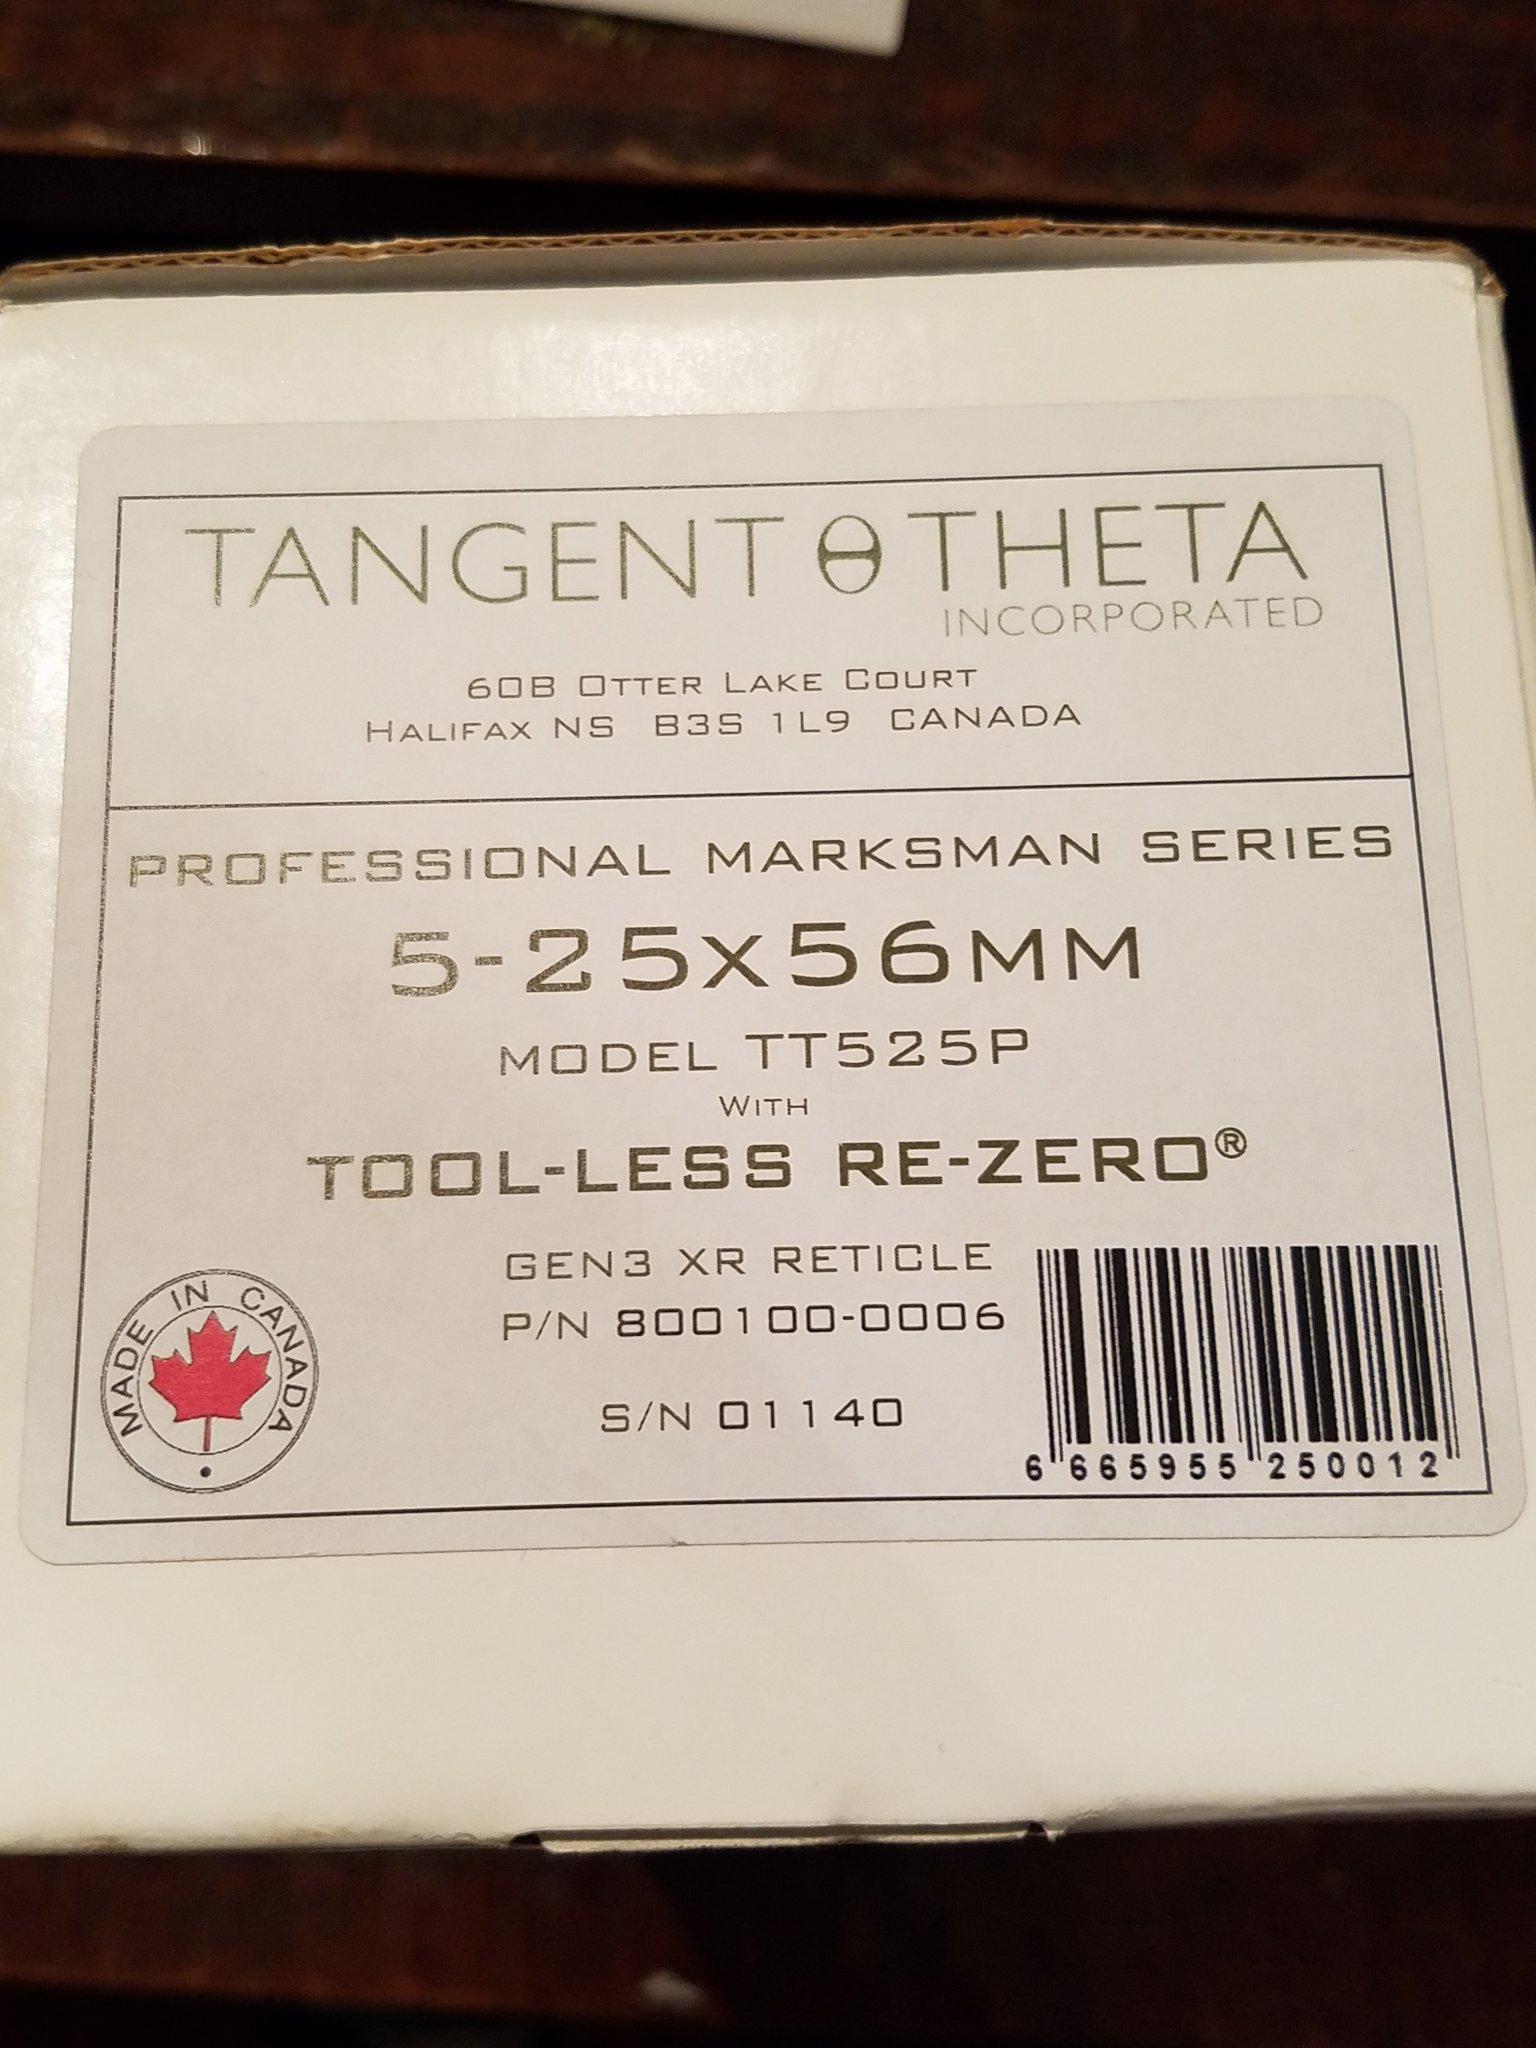 TANGENT θ THETA
INCORPORATED
60B OTTER LAKE COURT
HALIFAX NS B3S 1L9 CANADA
PROFESSIONAL MARKSMAN SERIES
5-25X56MM
MODEL TT525P
WITH
TOOL-LESS RE-ZERO®
GEN3 XR RETICLE
P/N 800100-0006
S/N 01140
MADE IN CANADA
6 665955 250012